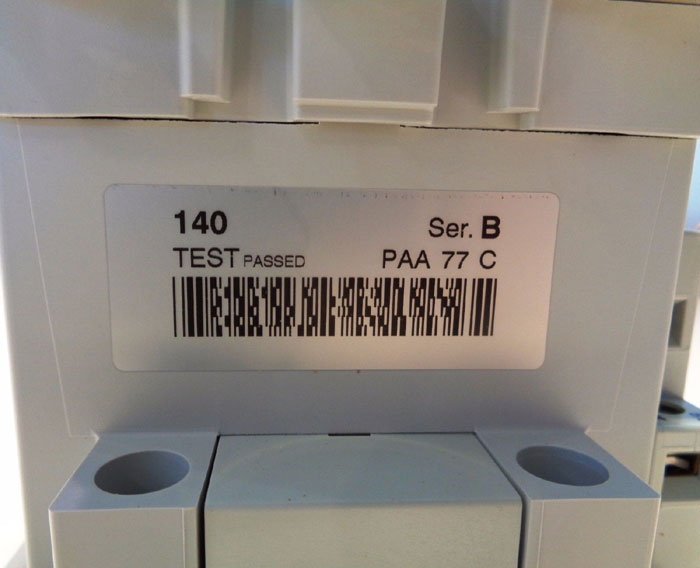 140 Ser. B
TEST PASSED PAA 77 C